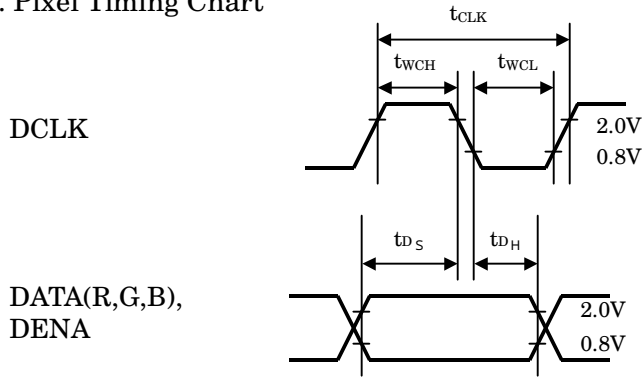 . Pixel Timing Chart
tCLK
tWCH tWCL
DCLK
2.0V
0.8V
tDS tDH
DATA(R,G,B),
DENA
2.0V
0.8V